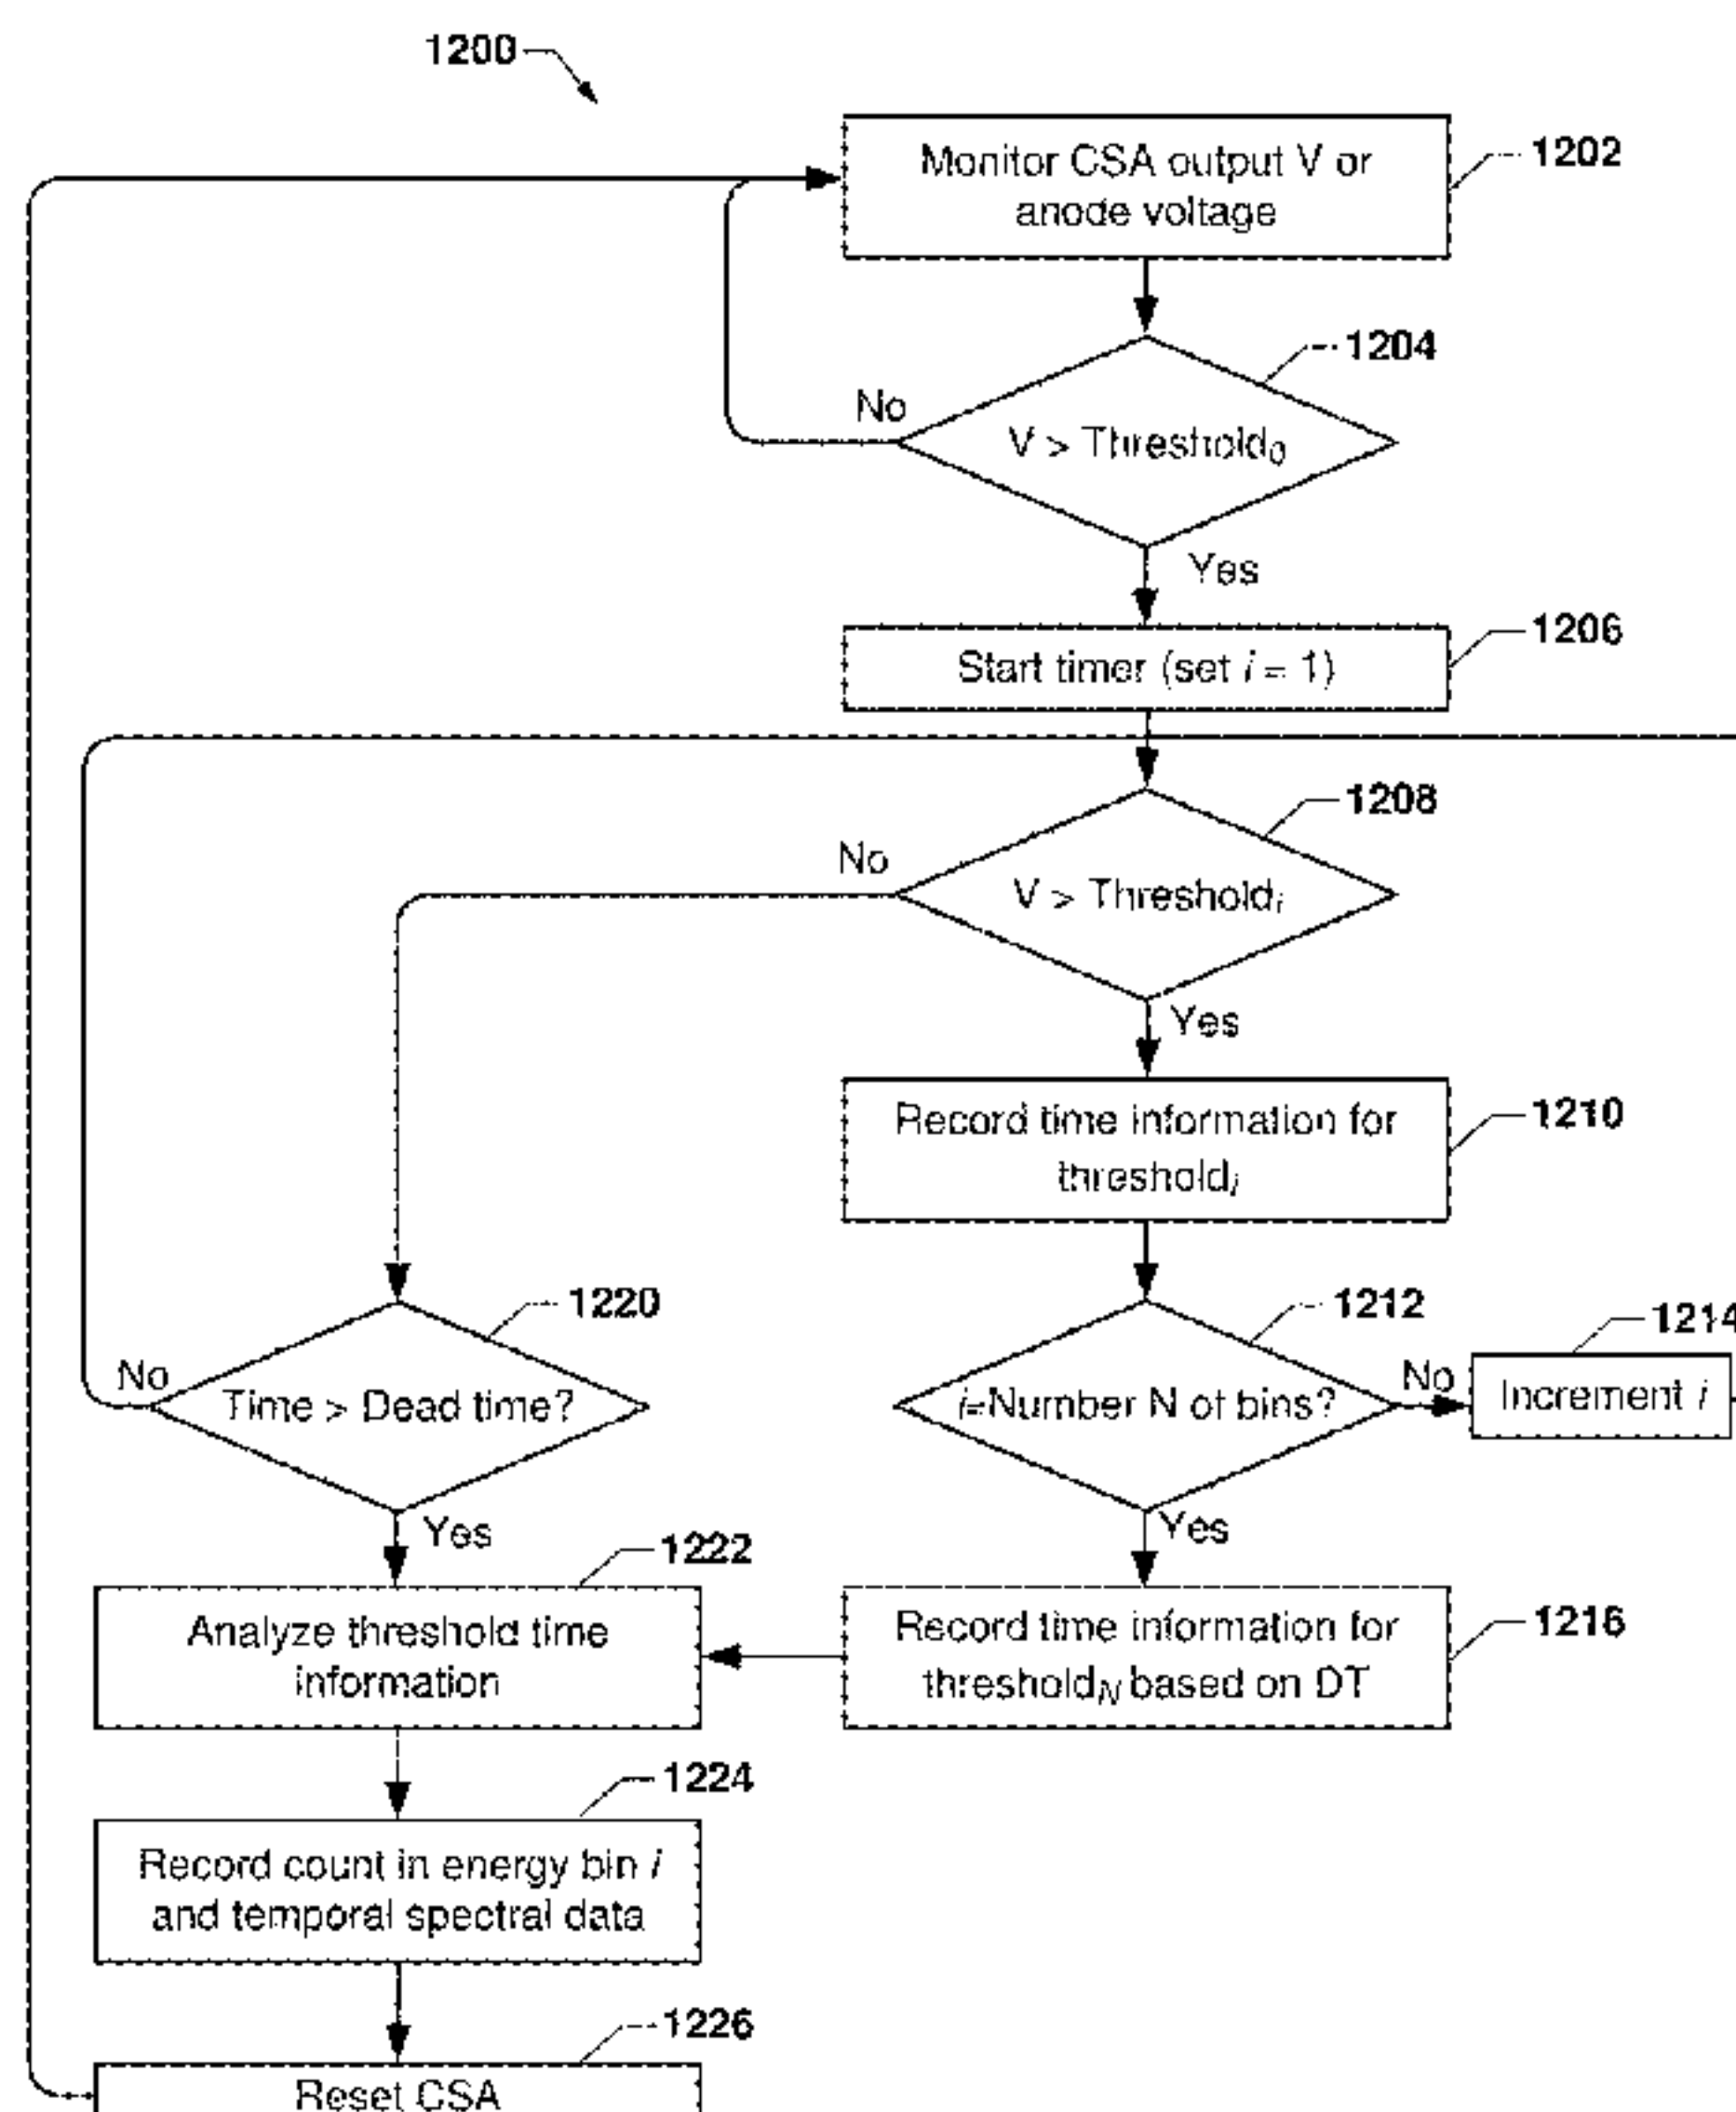 1200
Monitor CSA output V or
anode voltage
1202
1204
No
V > Threshold0
Yes
1206
Start timer (set i = 1)
1208
No
V > Thresholdi
Yes
Record time information for
thresholdi
1210
1220
1212
1214
No
Time > Dead time?
i=Number N of bins?
No
Increment i
Yes
Yes
1222
Analyze threshold time
information
Record time information for
thresholdN based on DT
1216
1224
Record count in energy bin i
and temporal spectral data
1226
Reset CSA